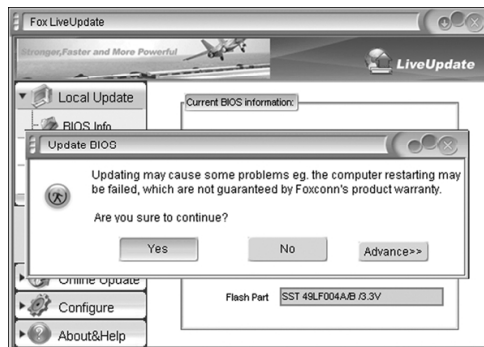 Fox LiveUpdate
Stronger,Faster and More Powerful
LiveUpdate
Local Update
Current BIOS information:
BIOS Info
Update BIOS
Updating may cause some problems eg. the computer restarting may
be failed, which are not guaranteed by Foxconn's product warranty.
Are you sure to continue?
Yes
No
Advance>>
Online Update
Flash Part
SST 49LF004A/B /3.3V
Configure
About&Help